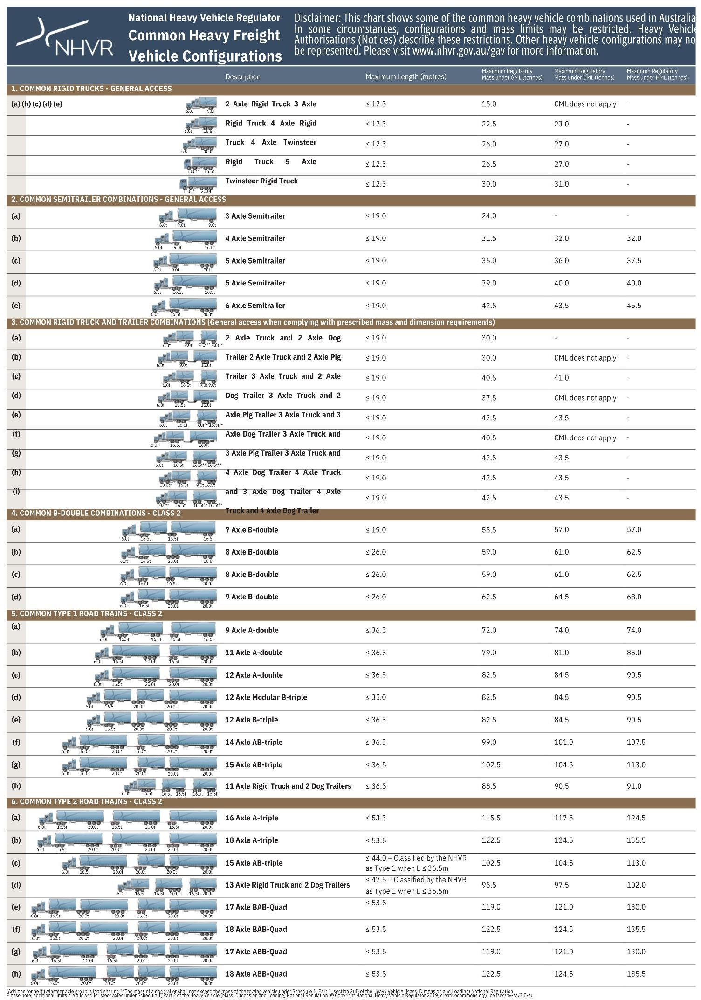 NHVR
National Heavy Vehicle Regulator
Common Heavy Freight
Vehicle Configurations
Disclaimer: This chart shows some of the common heavy vehicle combinations used in Australia
In some circumstances, configurations and mass limits may be restricted. Heavy Vehicle
Authorisations (Notices) describe these restrictions. Other heavy vehicle configurations may no
be represented. Please visit www.nhvr.gov.au/gav for more information.
Description Maximum Length (metres) Maximum Regulatory Mass under GML (tonnes) Maximum Regulatory Mass under CML (tonnes) Maximum Regulatory Mass under HML (tonnes)
1. COMMON RIGID TRUCKS - GENERAL ACCESS
(a) (b) (c) (d) (e) 2 Axle Rigid Truck 3 Axle ≤ 12.5 15.0 CML does not apply -
6.0t 9.0t
Rigid Truck 4 Axle Rigid ≤ 12.5 22.5 23.0 -
6.0t 16.5t
Truck 4 Axle Twinsteer ≤ 12.5 26.0 27.0 -
6.0 20.0t
Rigid Truck 5 Axle ≤ 12.5 26.5 27.0 -
10.0t* 16.5t
Twinsteer Rigid Truck ≤ 12.5 30.0 31.0 -
10.0t* 20.0t
2. COMMON SEMITRAILER COMBINATIONS - GENERAL ACCESS
(a) 3 Axle Semitrailer ≤ 19.0 24.0 - -
6.0t 9.0t 9.0t
(b) 4 Axle Semitrailer ≤ 19.0 31.5 32.0 32.0
6.0t 9.0t 16.5t
(c) 5 Axle Semitrailer ≤ 19.0 35.0 36.0 37.5
6.0t 9.0t 20t
(d) 5 Axle Semitrailer ≤ 19.0 39.0 40.0 40.0
6.0t 16.5t 16.5t
(e) 6 Axle Semitrailer ≤ 19.0 42.5 43.5 45.5
6.0t 16.5t 20.0t
3. COMMON RIGID TRUCK AND TRAILER COMBINATIONS (General access when complying with prescribed mass and dimension requirements)
(a) 2 Axle Truck and 2 Axle Dog ≤ 19.0 30.0 - -
6.0t 9.0t 9.0t** 9.0t**
(b) Trailer 2 Axle Truck and 2 Axle Pig ≤ 19.0 30.0 CML does not apply -
6.0t 9.0t 15.0t
(c) Trailer 3 Axle Truck and 2 Axle ≤ 19.0 40.5 41.0 -
6.0t 16.5t 9.0t 9.0t
(d) Dog Trailer 3 Axle Truck and 2 ≤ 19.0 37.5 CML does not apply -
6.0t 16.5t 15.0t
(e) Axle Pig Trailer 3 Axle Truck and 3 ≤ 19.0 42.5 43.5 -
6.0t 16.5t 9.0t** 16.5t**
(f) Axle Dog Trailer 3 Axle Truck and ≤ 19.0 40.5 CML does not apply -
6.0t 16.5t 18.0t
(g) 3 Axle Pig Trailer 3 Axle Truck and ≤ 19.0 42.5 43.5 -
6.0t 16.5t 16.5t** 16.5t**
(h) 4 Axle Dog Trailer 4 Axle Truck ≤ 19.0 42.5 43.5 -
10.0t* 16.5t 9.0t 16.5t
(i) and 3 Axle Dog Trailer 4 Axle ≤ 19.0 42.5 43.5 -
10.0t* 16.5t 16.5t** 16.5t**
Truck and 4 Axle Dog Trailer
4. COMMON B-DOUBLE COMBINATIONS - CLASS 2
(a) 7 Axle B-double ≤ 19.0 55.5 57.0 57.0
6.0t 16.5t 16.5t 16.5t
(b) 8 Axle B-double ≤ 26.0 59.0 61.0 62.5
6.0t 16.5t 20.0t 16.5t
(c) 8 Axle B-double ≤ 26.0 59.0 61.0 62.5
6.0t 16.5t 16.5t 20.0t
(d) 9 Axle B-double ≤ 26.0 62.5 64.5 68.0
6.0t 16.5t 20.0t 20.0t
5. COMMON TYPE 1 ROAD TRAINS - CLASS 2
(a) 9 Axle A-double ≤ 36.5 72.0 74.0 74.0
6.0t 16.5t 16.5t 16.5t 16.5t
(b) 11 Axle A-double ≤ 36.5 79.0 81.0 85.0
6.0t 16.5t 20.0t 16.5t 20.0t
(c) 12 Axle A-double ≤ 36.5 82.5 84.5 90.5
6.0t 16.5t 20.0t 20.0t 20.0t
(d) 12 Axle Modular B-triple ≤ 35.0 82.5 84.5 90.5
6.0t 16.5t 20.0t 20.0t 20.0t
(e) 12 Axle B-triple ≤ 36.5 82.5 84.5 90.5
6.0t 16.5t 20.0t 20.0t 20.0t
(f) 14 Axle AB-triple ≤ 36.5 99.0 101.0 107.5
6.0t 16.5t 20.0t 16.5t 20.0t 20.0t
(g) 15 Axle AB-triple ≤ 36.5 102.5 104.5 113.0
6.0t 16.5t 20.0t 20.0t 20.0t 20.0t
(h) 11 Axle Rigid Truck and 2 Dog Trailers ≤ 36.5 88.5 90.5 91.0
6.0t 16.5t 16.5t 16.5t 16.5t 16.5t
6. COMMON TYPE 2 ROAD TRAINS - CLASS 2
(a) 16 Axle A-triple ≤ 53.5 115.5 117.5 124.5
6.0t 16.5t 20.0t 16.5t 20.0t 16.5t 20.0t
(b) 18 Axle A-triple ≤ 53.5 122.5 124.5 135.5
6.0t 16.5t 20.0t 20.0t 20.0t 20.0t 20.0t
(c) 15 Axle AB-triple ≤ 44.0 – Classified by the NHVR as Type 1 when L ≤ 36.5m 102.5 104.5 113.0
6.0t 16.5t 20.0t 20.0t 20.0t 20.0t
(d) 13 Axle Rigid Truck and 2 Dog Trailers ≤ 47.5 – Classified by the NHVR as Type 1 when L ≤ 36.5m 95.5 97.5 102.0
6.0t 16.5t 16.5t 20.0t 16.5t 20.0t
(e) 17 Axle BAB-Quad ≤ 53.5 119.0 121.0 130.0
6.0t 16.5t 20.0t 20.0t 16.5t 20.0t 20.0t
(f) 18 Axle BAB-Quad ≤ 53.5 122.5 124.5 135.5
6.0t 16.5t 20.0t 20.0t 20.0t 20.0t 20.0t
(g) 17 Axle ABB-Quad ≤ 53.5 119.0 121.0 130.0
6.0t 16.5t 20.0t 16.5t 20.0t 20.0t 20.0t
(h) 18 Axle ABB-Quad ≤ 53.5 122.5 124.5 135.5
6.0t 16.5t 20.0t 20.0t 20.0t 20.0t 20.0t
*Add one tonne if twinsteer axle group is load sharing.**The mass of a dog trailer shall not exceed the mass of the towing vehicle under Schedule 1, Part 1, section 2(4) of the Heavy Vehicle (Mass, Dimension and Loading) National Regulation.
Please note, additional limits are allowed for steer axles under Schedule 1, Part 2 of the Heavy Vehicle (Mass, Dimension and Loading) National Regulation. © Copyright National Heavy Vehicle Regulator 2019, creativecommons.org/licenses/by-sa/3.0/au